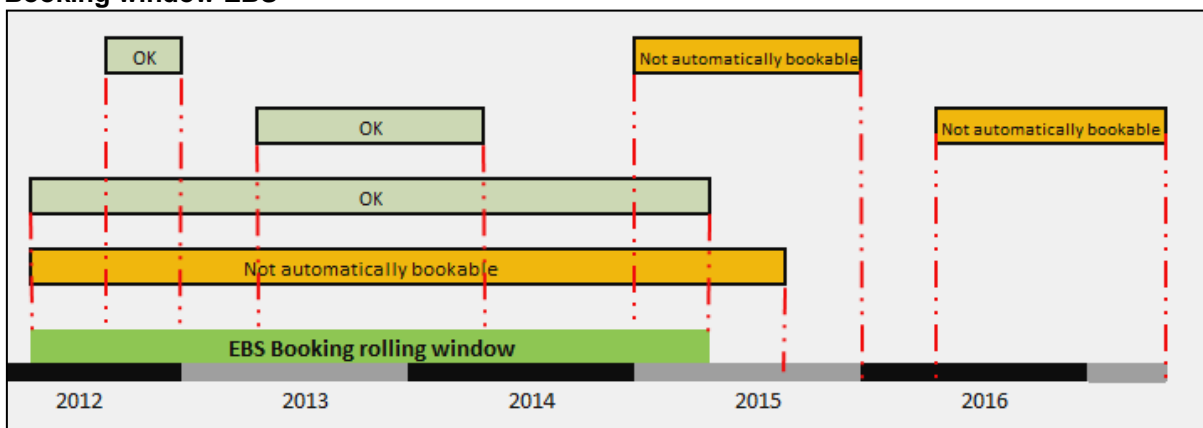 Booking window EBS
OK
Not automatically bookable
OK
Not automatically bookable
OK
Not automatically bookable
EBS Booking rolling window
2012
2013
2014
2015
2016